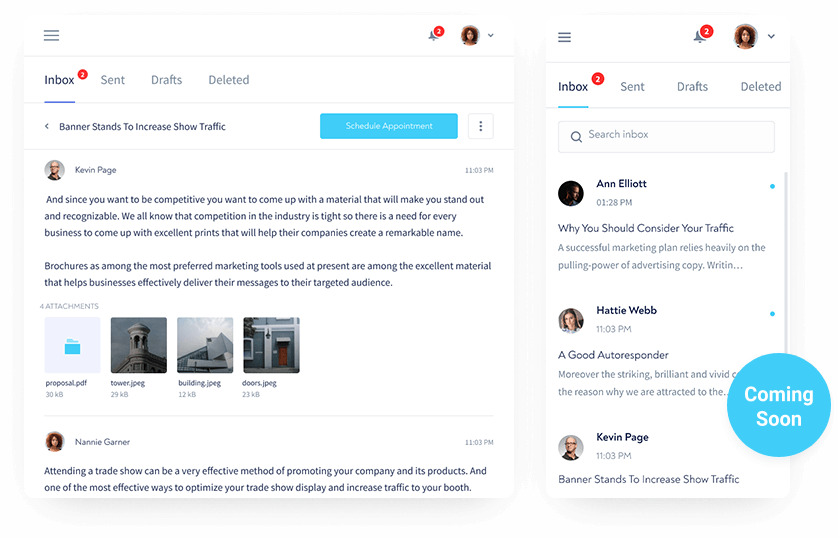 2
Inbox 2 Sent Drafts Deleted
Banner Stands To Increase Show Traffic
Schedule Appointment
Kevin Page
11:03 PM
And since you want to be competitive you want to come up with a material that will make you stand out
and recognizable. We all know that competition in the industry is tight so there is a need for every
business to come up with excellent prints that will help their companies create a remarkable name.
Brochures as among the most preferred marketing tools used at present are among the excellent material
that helps businesses effectively deliver their messages to their targeted audience.
4 ATTACHMENTS
proposal.pdf tower.jpeg building.jpeg doors.jpeg
30 kB 29 kB 12 kB 23 kB
Nannie Garner
11:03 PM
Attending a trade show can be a very effective method of promoting your company and its products. And
one of the most effective ways to optimize your trade show display and increase traffic to your booth.
2
Inbox 2 Sent Drafts Deleted
Search inbox
Ann Elliott
01:28 PM
Why You Should Consider Your Traffic
A successful marketing plan relies heavily on the
pulling-power of advertising copy. Writin…
Hattie Webb
11:03 PM
A Good Autoresponder
Moreover the striking, brilliant and vivid
the reason why we are attracted to the…
Kevin Page
11:03 PM
Banner Stands To Increase Show Traffic
Coming
Soon